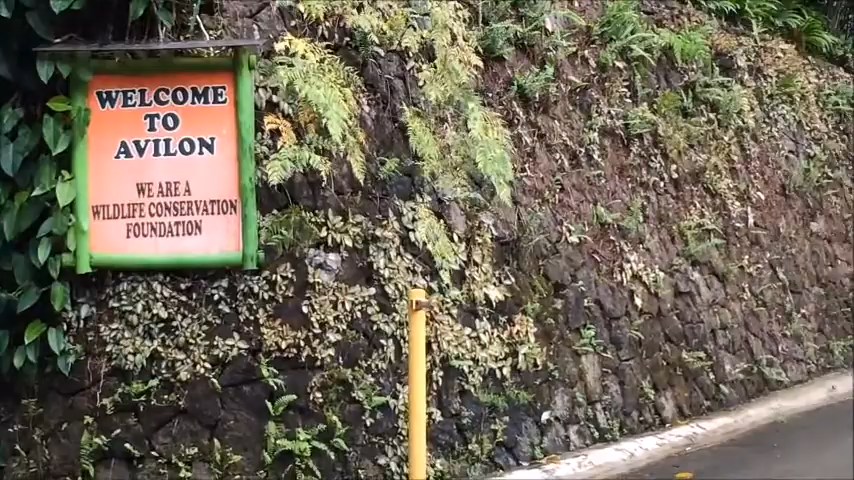 WELCOME
TO
AVILON
WE ARE
WILDLIFE CONSERVATION
FOUNDATION